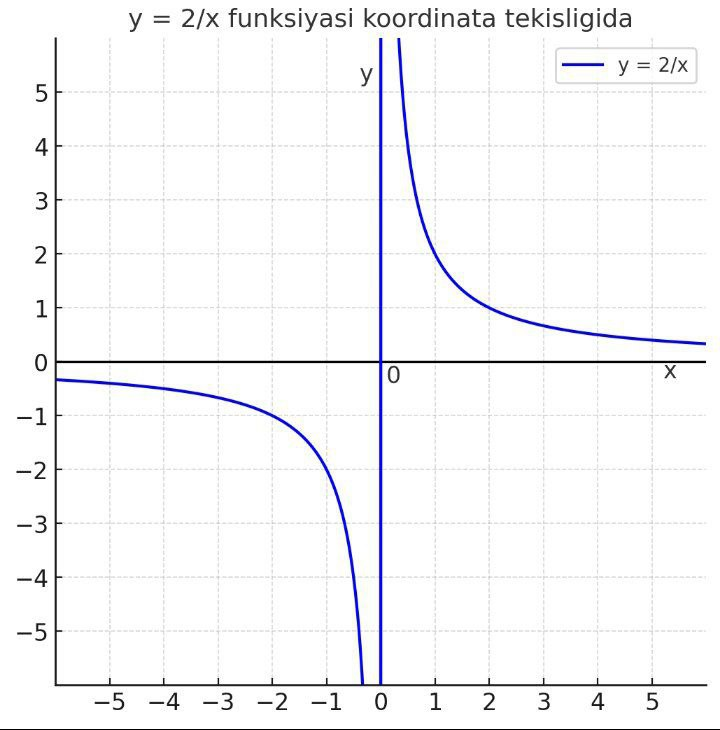 y = 2/x funksiyasi koordinata tekisligida
y = 2/x
y
5
4
3
2
1
0
0
x
−1
−2
−3
−4
−5
−5 −4 −3 −2 −1 0 1 2 3 4 5